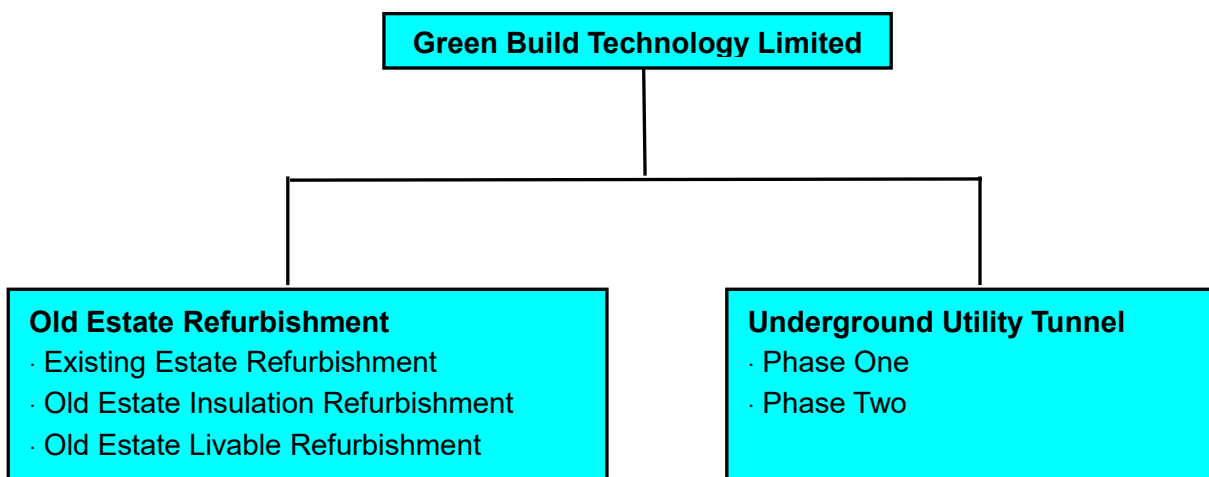 Green Build Technology Limited
Old Estate Refurbishment
· Existing Estate Refurbishment
· Old Estate Insulation Refurbishment
· Old Estate Livable Refurbishment
Underground Utility Tunnel
· Phase One
· Phase Two